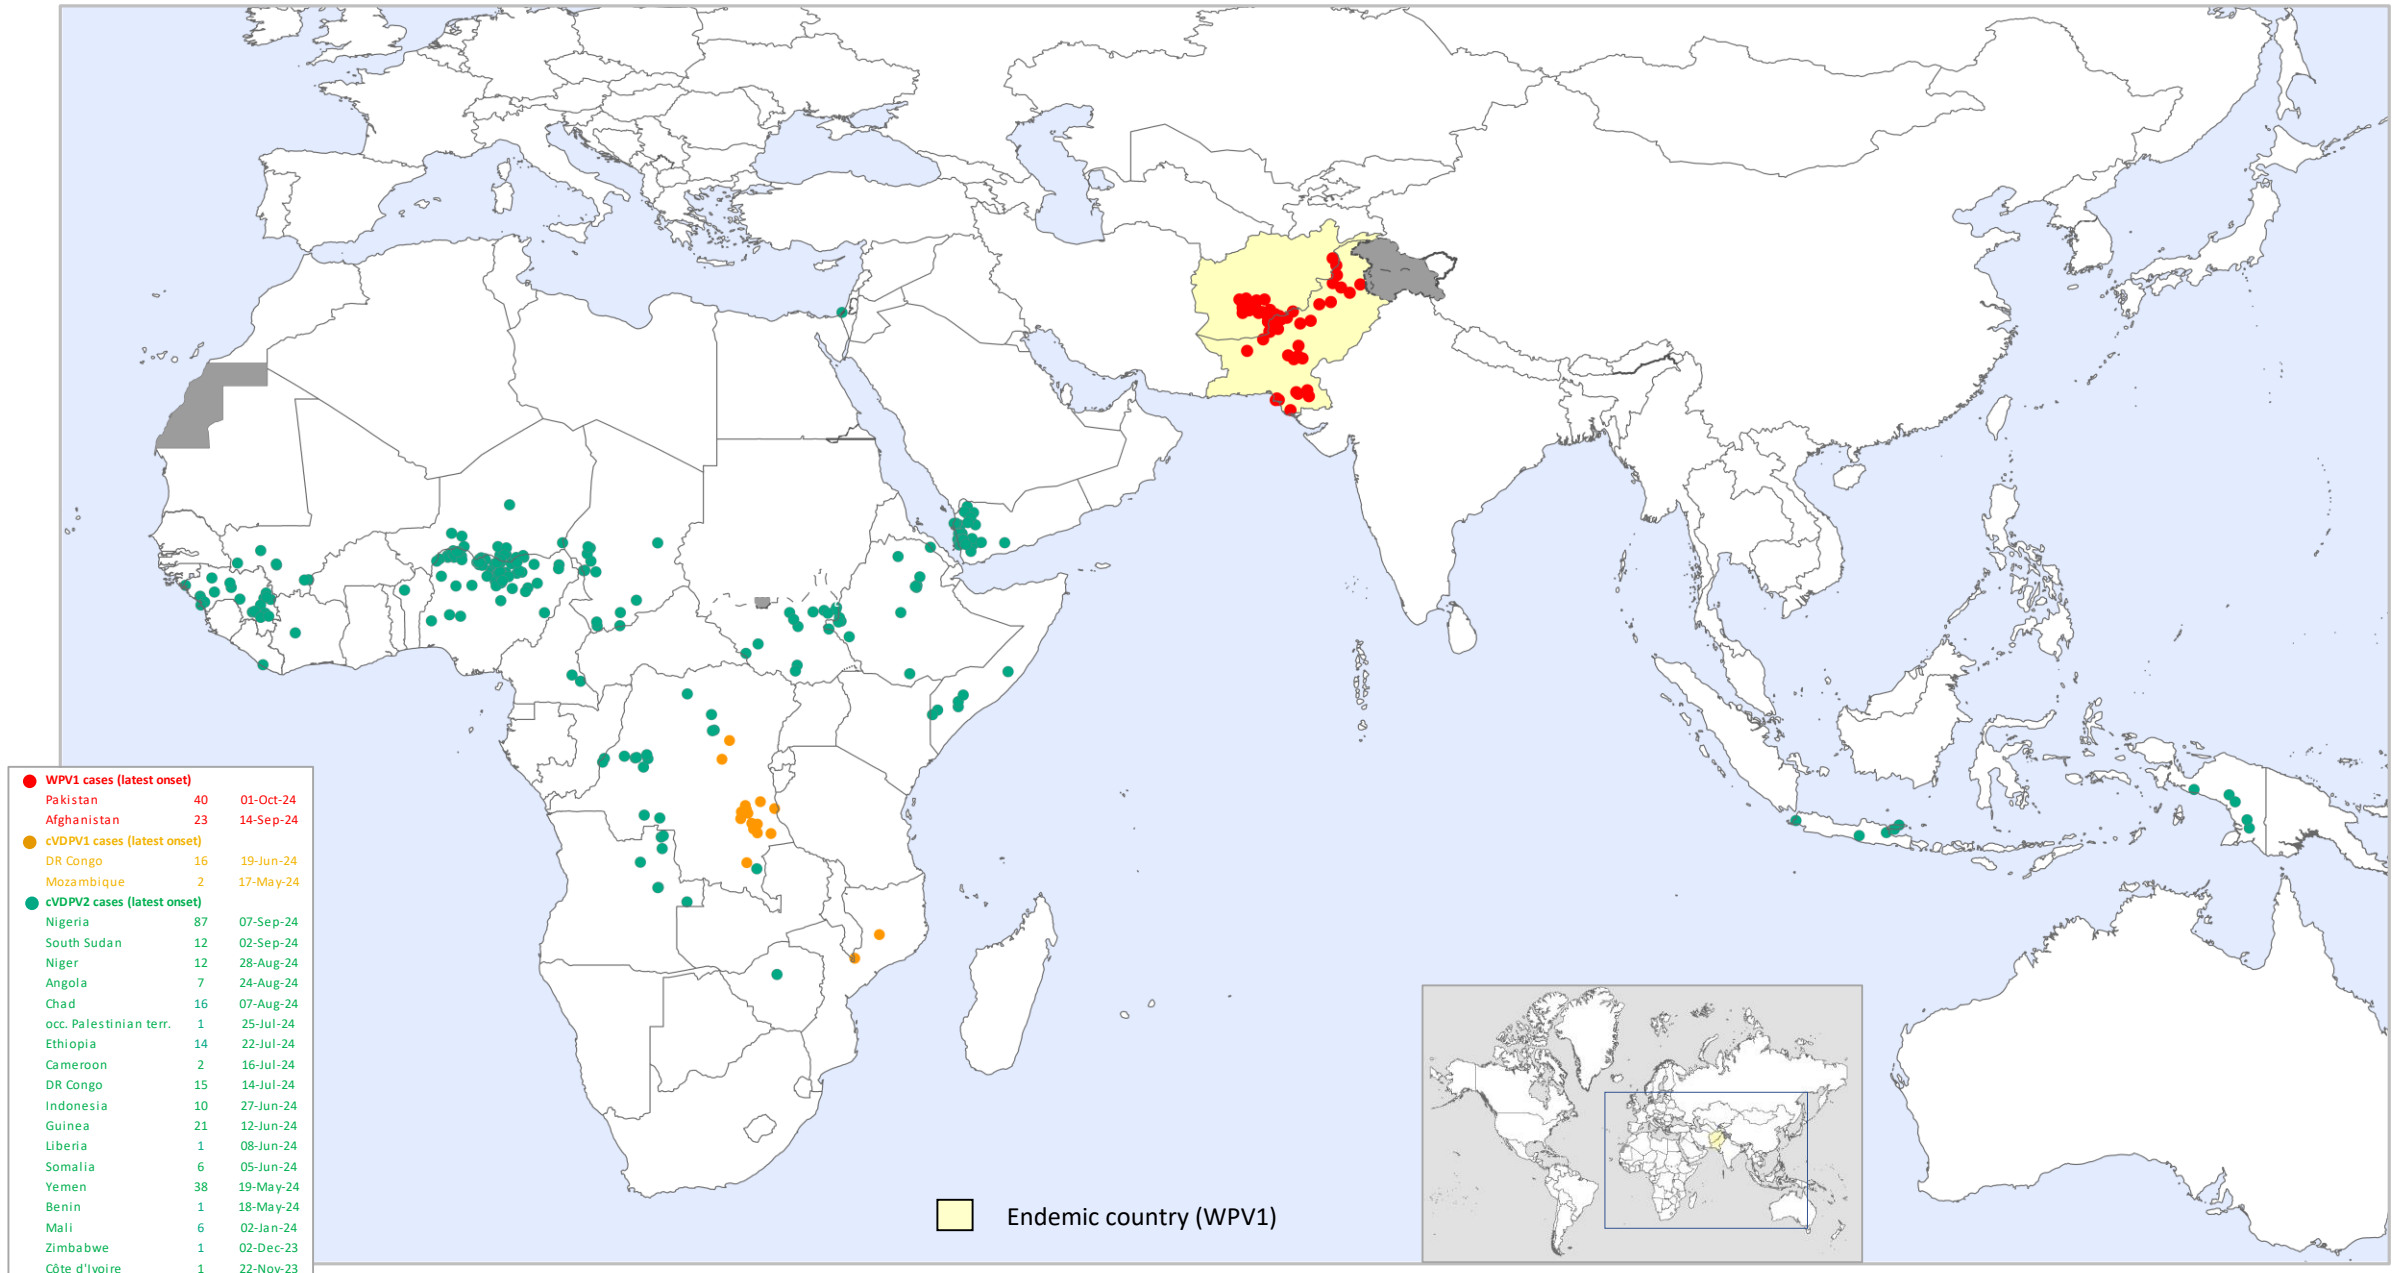 WPV1 cases (latest onset)
Pakistan 40 01-Oct-24
Afghanistan 23 14-Sep-24
cVDPV1 cases (latest onset)
DR Congo 16 19-Jun-24
Mozambique 2 17-May-24
cVDPV2 cases (latest onset)
Nigeria 87 07-Sep-24
South Sudan 12 02-Sep-24
Niger 12 28-Aug-24
Angola 7 24-Aug-24
Chad 16 07-Aug-24
occ. Palestinian terr. 1 25-Jul-24
Ethiopia 14 22-Jul-24
Cameroon 2 16-Jul-24
DR Congo 15 14-Jul-24
Indonesia 10 27-Jun-24
Guinea 21 12-Jun-24
Liberia 1 08-Jun-24
Somalia 6 05-Jun-24
Yemen 38 19-May-24
Benin 1 18-May-24
Mali 6 02-Jan-24
Zimbabwe 1 02-Dec-23
Côte d'Ivoire 1 22-Nov-23
Endemic country (WPV1)